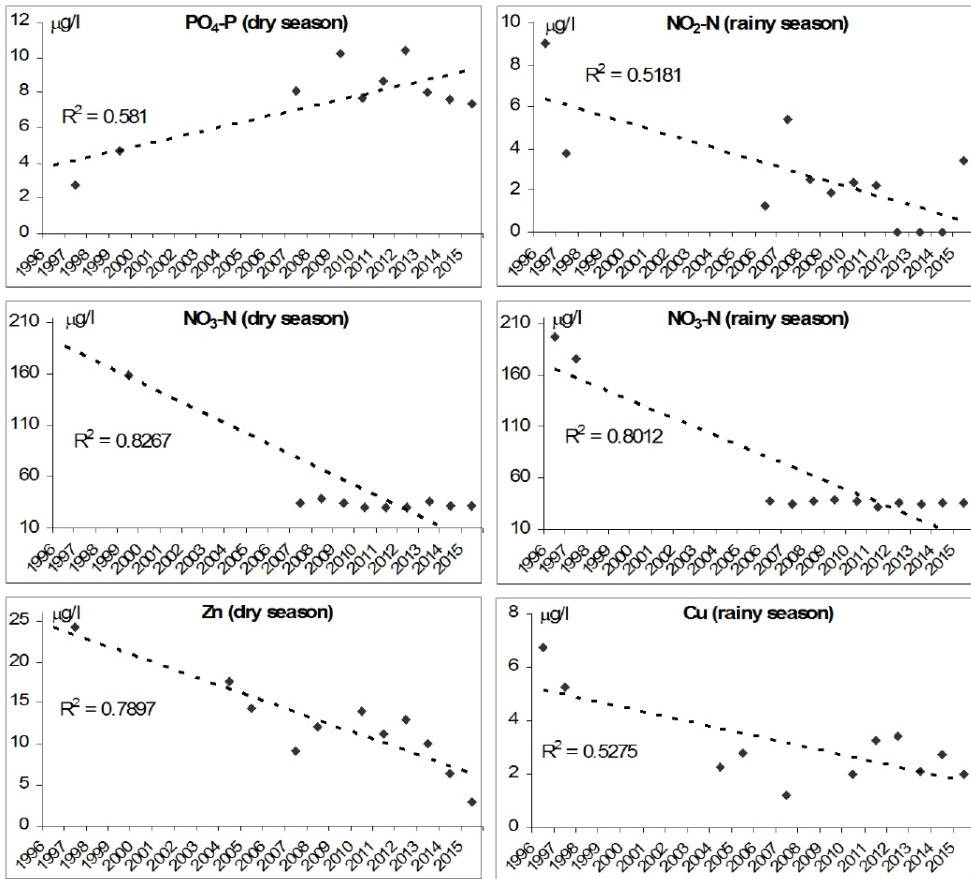 μg/l PO₄-P (dry season)
12
10
8
6
4
2
0
R² = 0.581
1996 1997 1998 1999 2000 2001 2002 2003 2004 2005 2006 2007 2008 2009 2010 2011 2012 2013 2014 2015
μg/l NO₂-N (rainy season)
10
8
6
4
2
0
R² = 0.5181
1996 1997 1998 1999 2000 2001 2002 2003 2004 2005 2006 2007 2008 2009 2010 2011 2012 2013 2014 2015
μg/l NO₃-N (dry season)
210
160
110
60
10
R² = 0.8267
1996 1997 1998 1999 2000 2001 2002 2003 2004 2005 2006 2007 2008 2009 2010 2011 2012 2013 2014 2015
μg/l NO₃-N (rainy season)
210
160
110
60
10
R² = 0.8012
1996 1997 1998 1999 2000 2001 2002 2003 2004 2005 2006 2007 2008 2009 2010 2011 2012 2013 2014 2015
μg/l Zn (dry season)
25
20
15
10
5
0
R² = 0.7897
1996 1997 1998 1999 2000 2001 2002 2003 2004 2005 2006 2007 2008 2009 2010 2011 2012 2013 2014 2015
μg/l Cu (rainy season)
8
6
4
2
0
R² = 0.5275
1996 1997 1998 1999 2000 2001 2002 2003 2004 2005 2006 2007 2008 2009 2010 2011 2012 2013 2014 2015